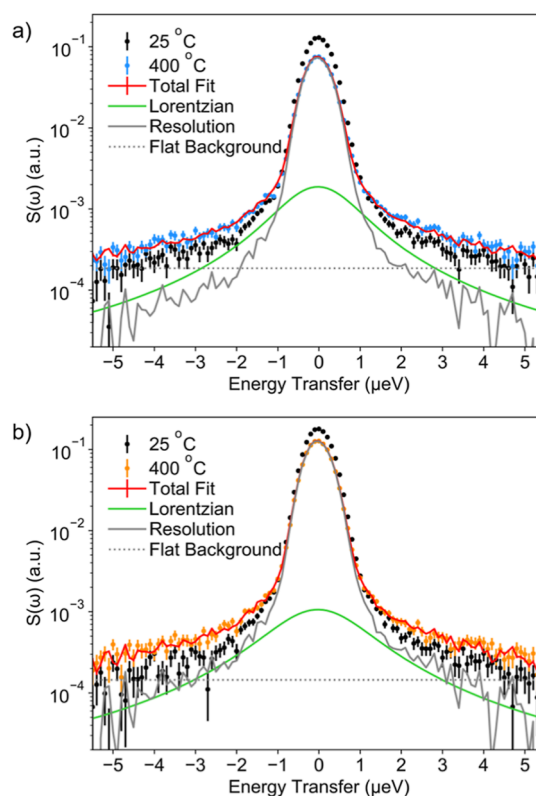 a)
25 °C
400 °C
Total Fit
Lorentzian
Resolution
Flat Background
10⁻¹
10⁻²
10⁻³
10⁻⁴
S(ω) (a.u.)
−5 −4 −3 −2 −1 0 1 2 3 4 5
Energy Transfer (μeV)
b)
25 °C
400 °C
Total Fit
Lorentzian
Resolution
Flat Background
10⁻¹
10⁻²
10⁻³
10⁻⁴
S(ω) (a.u.)
−5 −4 −3 −2 −1 0 1 2 3 4 5
Energy Transfer (μeV)